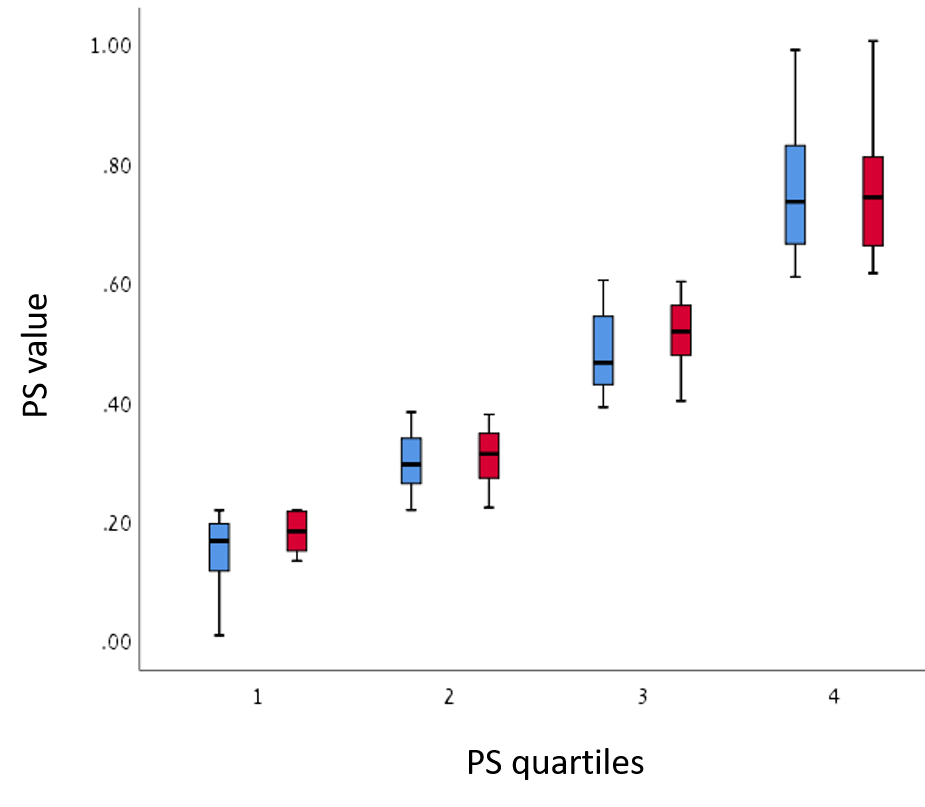 1.00
.80
.60
.40
.20
.00
PS value
1 2 3 4
PS quartiles